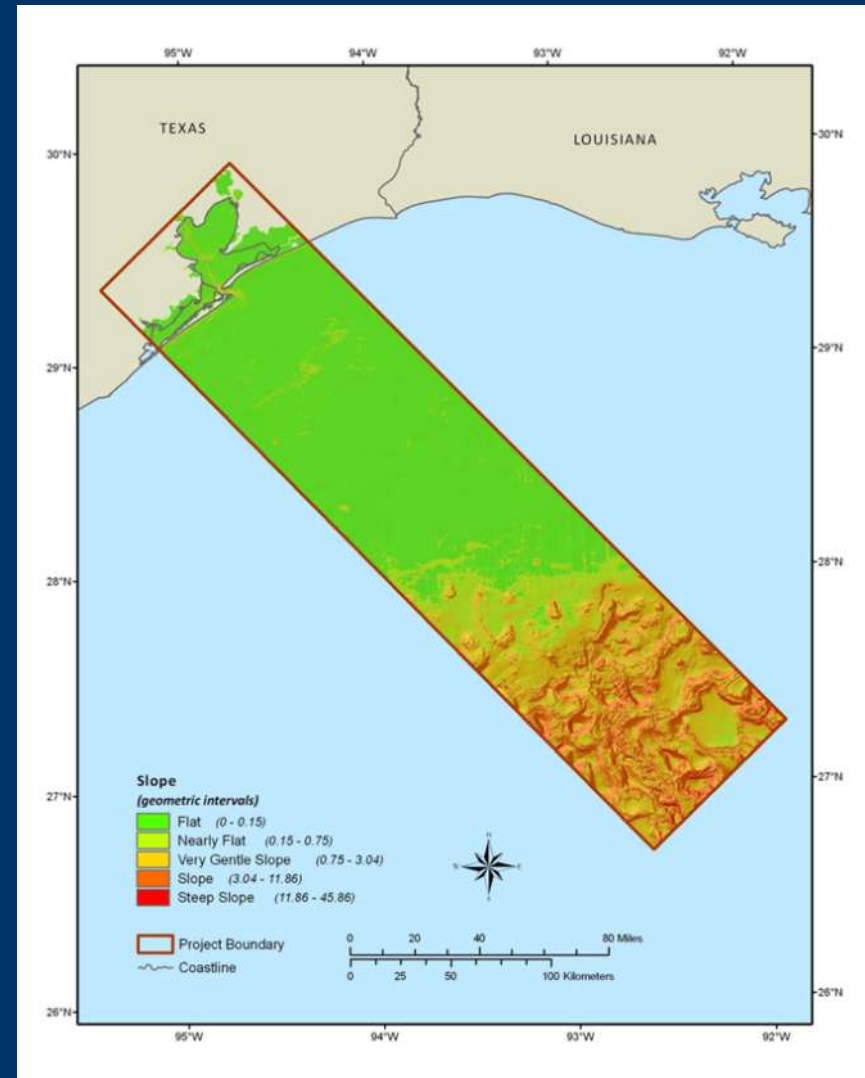 95°W 94°W 93°W 92°W
TEXAS
LOUISIANA
30°N 30°N
29°N 29°N
28°N 28°N
27°N 27°N
Slope
(geometric intervals)
Flat (0 - 0.15)
Nearly Flat (0.15 - 0.75)
Very Gentle Slope (0.75 - 3.04)
Slope (3.04 - 11.86)
Steep Slope (11.86 - 45.86)
N
W E
S
Project Boundary
Coastline
0 20 40 80 Miles
0 25 50 100 Kilometers
26°N 26°N
95°W 94°W 93°W 92°W